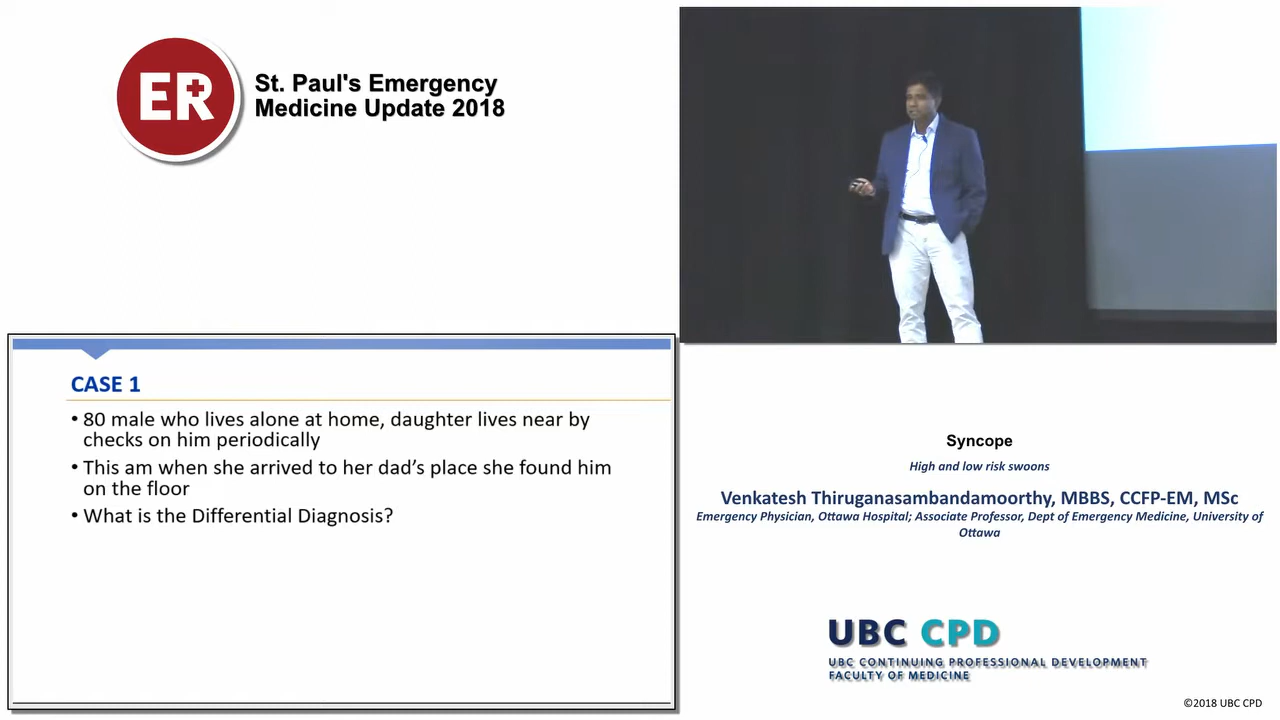 ER
St. Paul's Emergency
Medicine Update 2018
CASE 1
• 80 male who lives alone at home, daughter lives near by
checks on him periodically
• This am when she arrived to her dad's place she found him
on the floor
• What is the Differential Diagnosis?
Syncope
High and low risk swoons
Venkatesh Thiruganasambandamoorthy, MBBS, CCFP-EM, MSc
Emergency Physician, Ottawa Hospital; Associate Professor, Dept of Emergency Medicine, University of
Ottawa
UBC CPD
UBC CONTINUING PROFESSIONAL DEVELOPMENT
FACULTY OF MEDICINE
©2018 UBC CPD